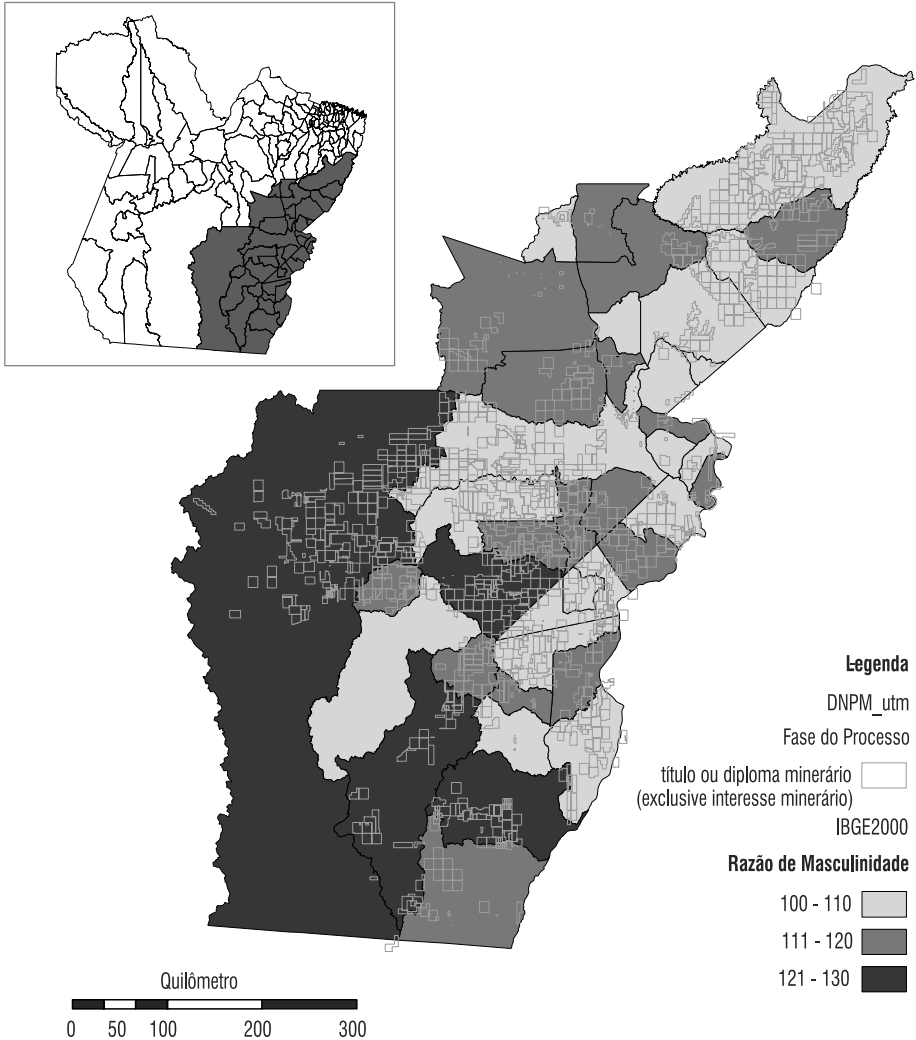 Legenda
DNPM_utm
Fase do Processo
título ou diploma minerário
(exclusive interesse minerário)
IBGE2000
Razão de Masculinidade
100 - 110
111 - 120
121 - 130
Quilômetro
0 50 100 200 300